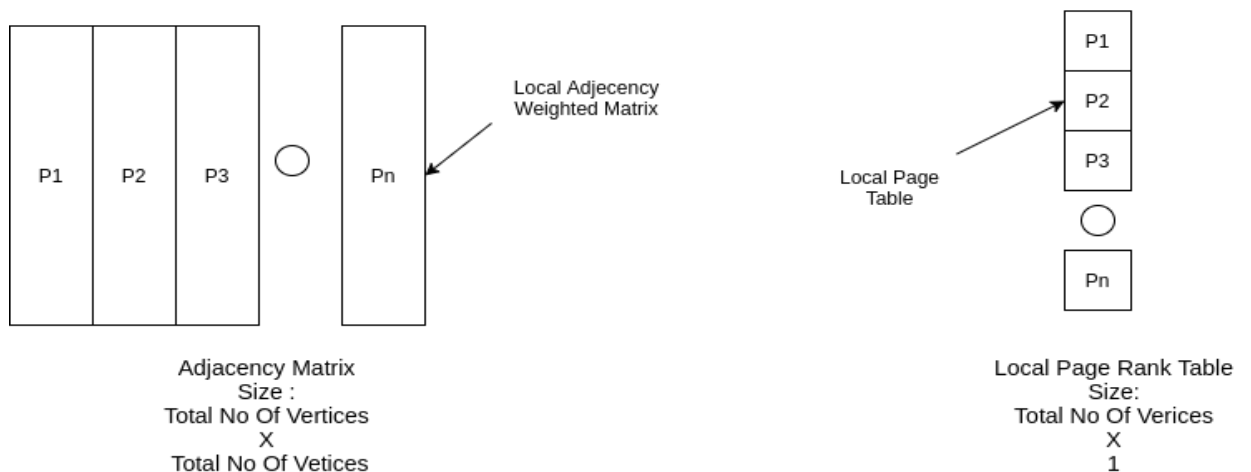 P1
P2
P3
Pn
Local Adjecency
Weighted Matrix
Adjacency Matrix
Size :
Total No Of Vertices
X
Total No Of Vetices
P1
P2
P3
Pn
Local Page
Table
Local Page Rank Table
Size:
Total No Of Verices
X
1